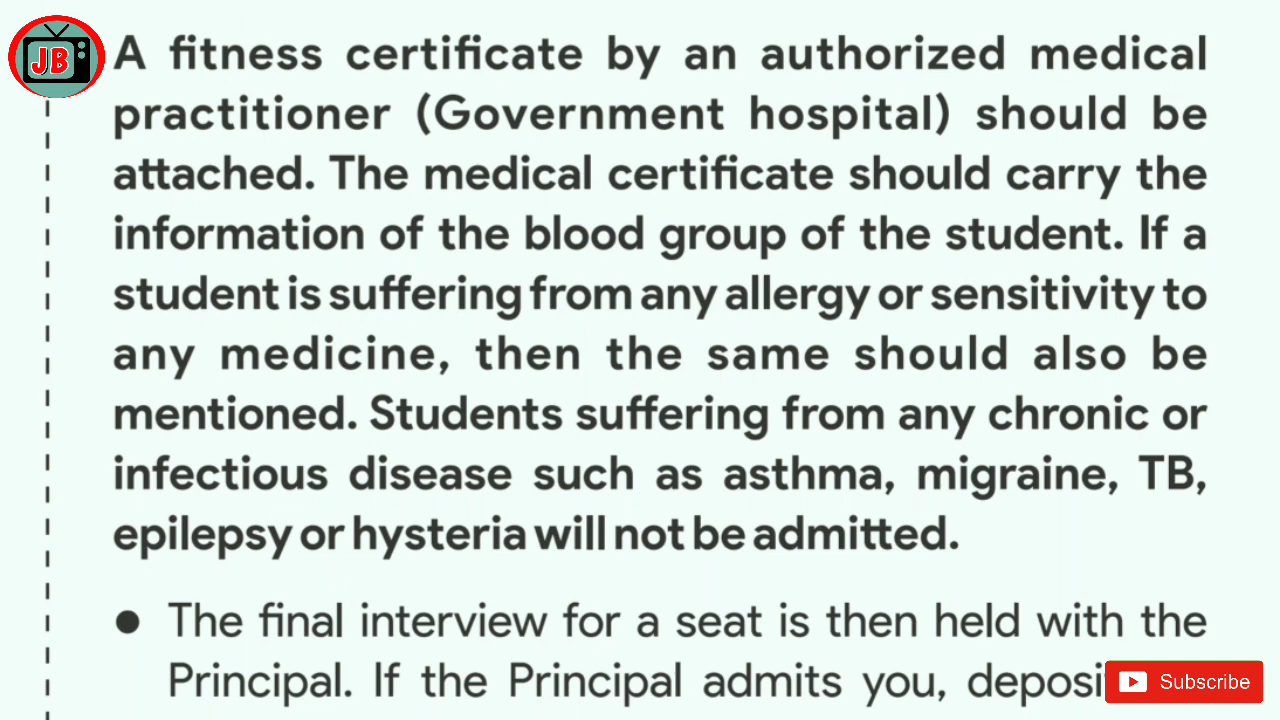 JB
A fitness certificate by an authorized medical
practitioner (Government hospital) should be
attached. The medical certificate should carry the
information of the blood group of the student. If a
student is suffering from any allergy or sensitivity to
any medicine, then the same should also be
mentioned. Students suffering from any chronic or
infectious disease such as asthma, migraine, TB,
epilepsy or hysteria will not be admitted.
● The final interview for a seat is then held with the
Principal. If the Principal admits you,
Subscribe